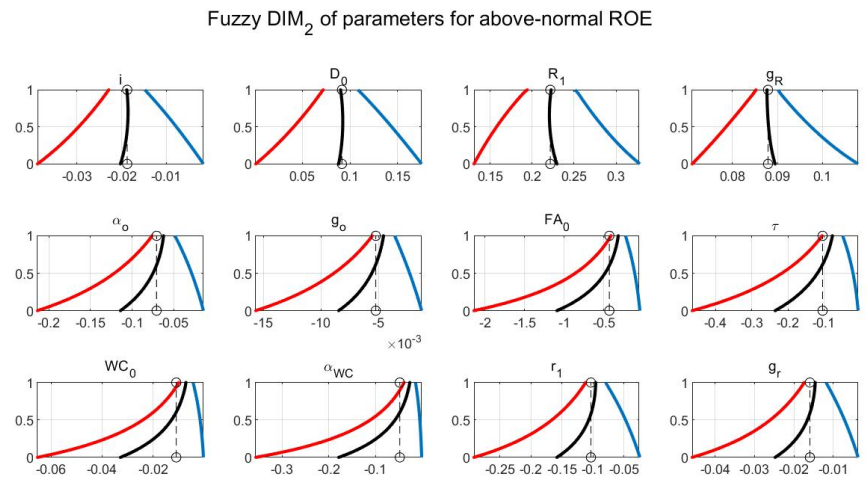 Fuzzy DIM2 of parameters for above-normal ROE
i
D0
R1
gR
1
0.5
0
-0.03 -0.02 -0.01
1
0.5
0
0.05 0.1 0.15
1
0.5
0
0.15 0.2 0.25 0.3
1
0.5
0
0.08 0.09 0.1
αo
go
FA0
τ
1
0.5
0
-0.2 -0.15 -0.1 -0.05
1
0.5
0
-15 -10 -5
×10-3
1
0.5
0
-2 -1.5 -1 -0.5
1
0.5
0
-0.4 -0.3 -0.2 -0.1
WC0
αWC
r1
gr
1
0.5
0
-0.06 -0.04 -0.02
1
0.5
0
-0.3 -0.2 -0.1
1
0.5
0
-0.25 -0.2 -0.15 -0.1 -0.05
1
0.5
0
-0.04 -0.03 -0.02 -0.01